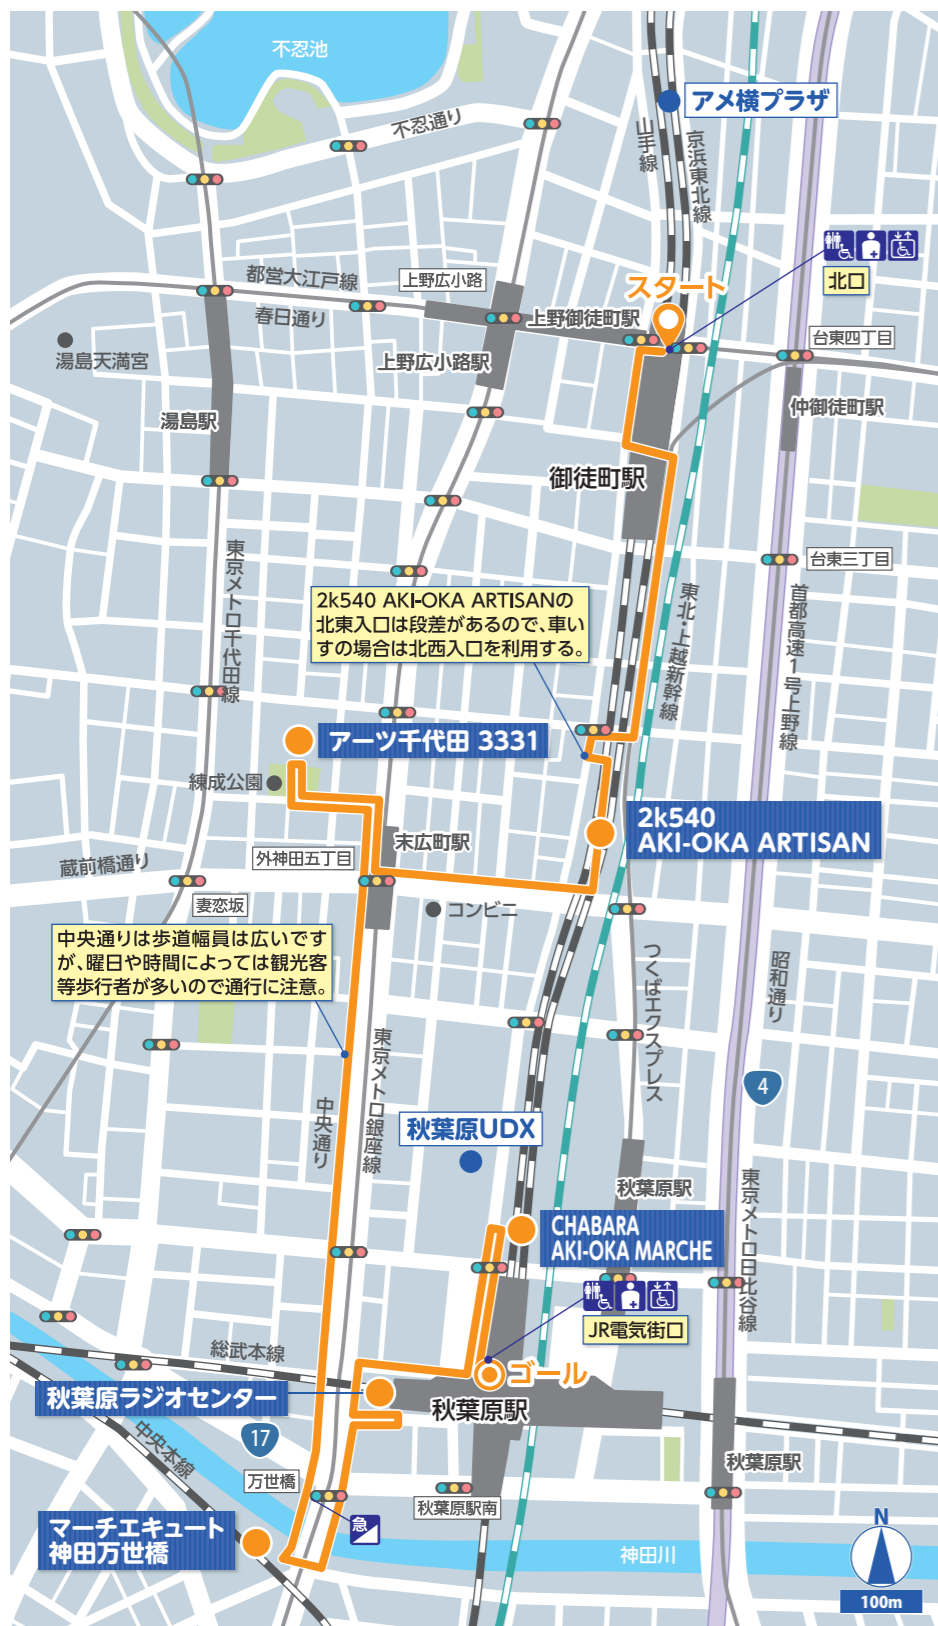 不忍池
不忍通り
アメ横プラザ
山手線
京浜東北線
都営大江戸線
上野広小路
春日通り
上野御徒町駅
スタート
北口
台東四丁目
湯島天満宮
上野広小路駅
湯島駅
仲御徒町駅
御徒町駅
東京メトロ千代田線
台東三丁目
2k540 AKI-OKA ARTISANの
北東入口は段差があるので、車い
すの場合は北西入口を利用する。
東北・上越新幹線
首都高速1号上野線
アーツ千代田 3331
練成公園
2k540
AKI-OKA ARTISAN
末広町駅
外神田五丁目
蔵前橋通り
妻恋坂
コンビニ
中央通りは歩道幅員は広いです
が、曜日や時間によっては観光客
等歩行者が多いので通行に注意。
つくばエクスプレス
昭和通り
4
東京メトロ銀座線
中央通り
秋葉原UDX
秋葉原駅
東京メトロ日比谷線
CHABARA
AKI-OKA MARCHE
JR電気街口
総武本線
ゴール
秋葉原ラジオセンター
秋葉原駅
17
中央本線
万世橋
秋葉原駅
秋葉原駅南
急
マーチエキュート
神田万世橋
神田川
N
100m